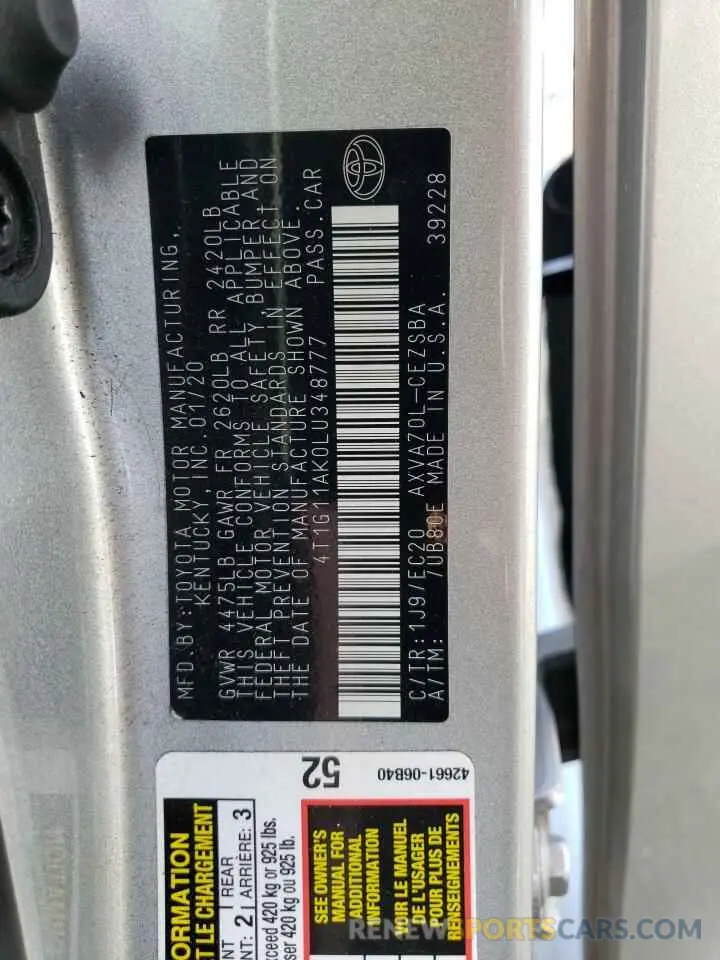 MFD.BY:TOYOTA MOTOR MANUFACTURING,
KENTUCKY, INC.01/20
GVWR 4475LB GAWR FR 2620LB RR 2420LB
THIS VEHICLE CONFORMS TO ALL APPLICABLE
FEDERAL MOTOR VEHICLE SAFETY, BUMPER AND
THEFT PREVENTION STANDARDS IN EFFECT ON
THE DATE OF MANUFACTURE SHOWN ABOVE.
4T1G11AK0LU348777 PASS.CAR
C/TR:1J9/EC20 AXVA70L-CEZSBA
A/TM: 7UB80E MADE IN U.S.A. 39228
52
42661-06B40
ORMATION
T LE CHARGEMENT
NT 2 REAR 3
NT: ARRIÈRE:
xceed 420 kg or 925 lbs.
ser 420 kg ou 925 lb.
SEE OWNER'S
MANUAL FOR
ADDITIONAL
INFORMATION
VOIR LE MANUEL
DE L'USAGER
POUR PLUS DE
RENSEIGNEMENTS
RENEWSPORTSCARS.COM